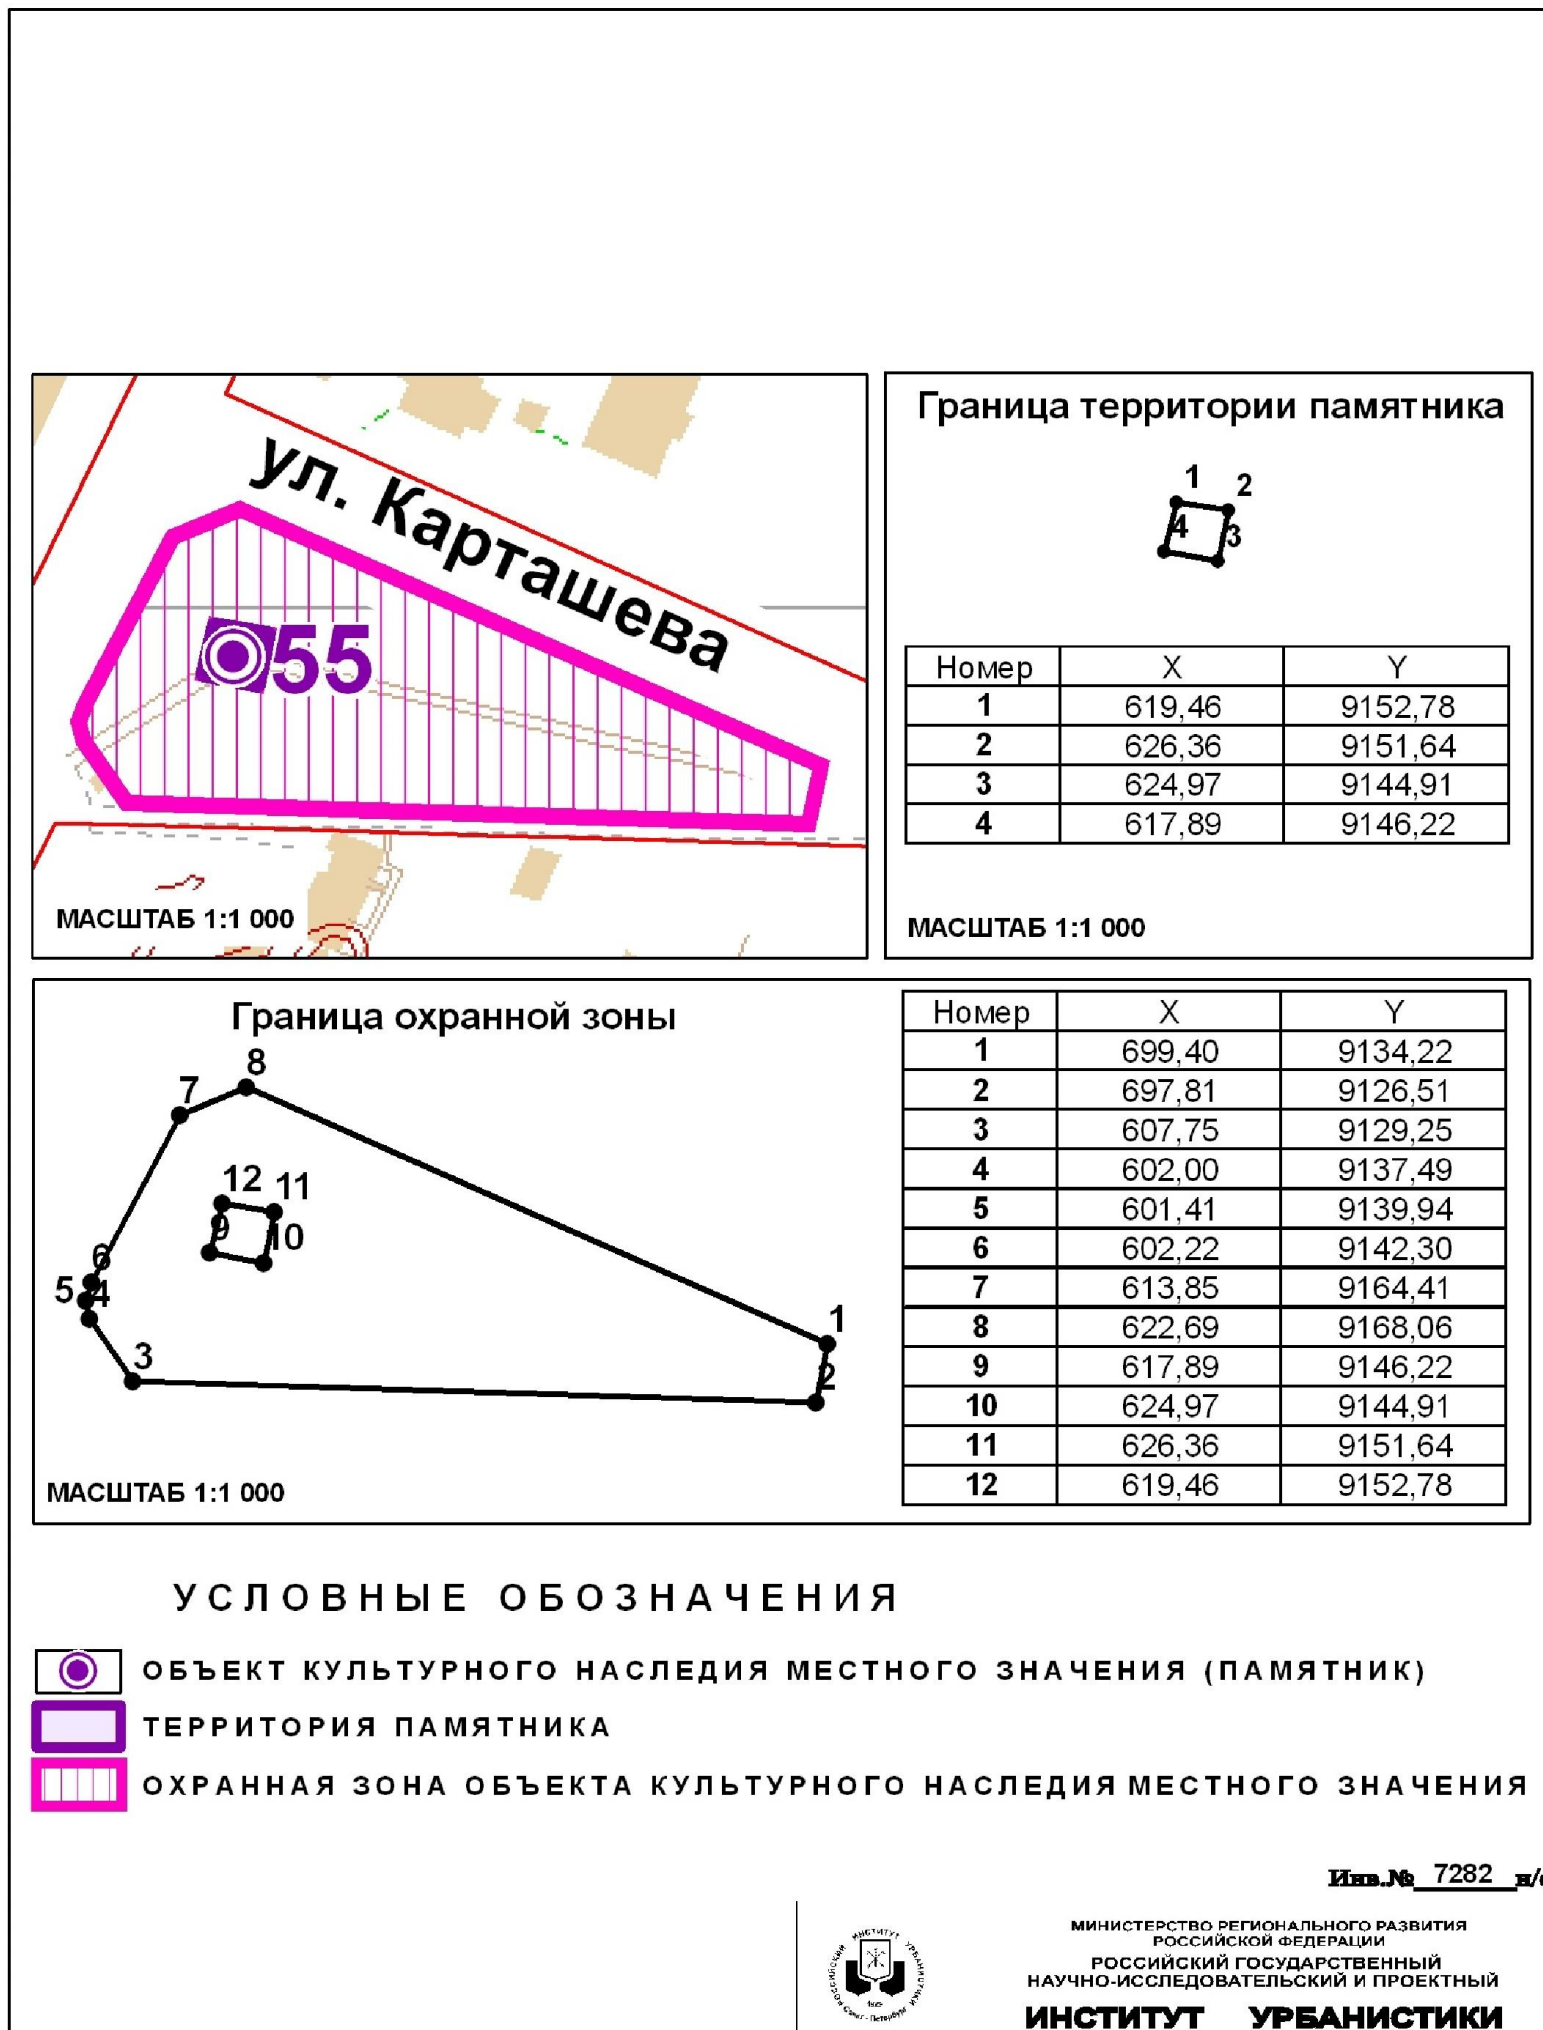 ул. Карташева
55
МАСШТАБ 1:1 000
Граница территории памятника
1
2
4
3
Номер X Y
1 619,46 9152,78
2 626,36 9151,64
3 624,97 9144,91
4 617,89 9146,22
МАСШТАБ 1:1 000
Граница охранной зоны
8
7
12
11
9
10
6
5
4
3
1
2
МАСШТАБ 1:1 000
Номер X Y
1 699,40 9134,22
2 697,81 9126,51
3 607,75 9129,25
4 602,00 9137,49
5 601,41 9139,94
6 602,22 9142,30
7 613,85 9164,41
8 622,69 9168,06
9 617,89 9146,22
10 624,97 9144,91
11 626,36 9151,64
12 619,46 9152,78
УСЛОВНЫЕ ОБОЗНАЧЕНИЯ
ОБЪЕКТ КУЛЬТУРНОГО НАСЛЕДИЯ МЕСТНОГО ЗНАЧЕНИЯ (ПАМЯТНИК)
ТЕРРИТОРИЯ ПАМЯТНИКА
ОХРАННАЯ ЗОНА ОБЪЕКТА КУЛЬТУРНОГО НАСЛЕДИЯ МЕСТНОГО ЗНАЧЕНИЯ
Инв.№ 7282
РОССИЙСКИЙ ИНСТИТУТ УРБАНИСТИКИ
Санкт-Петербург
МИНИСТЕРСТВО РЕГИОНАЛЬНОГО РАЗВИТИЯ
РОССИЙСКОЙ ФЕДЕРАЦИИ
РОССИЙСКИЙ ГОСУДАРСТВЕННЫЙ
НАУЧНО-ИССЛЕДОВАТЕЛЬСКИЙ И ПРОЕКТНЫЙ
ИНСТИТУТ УРБАНИСТИКИ